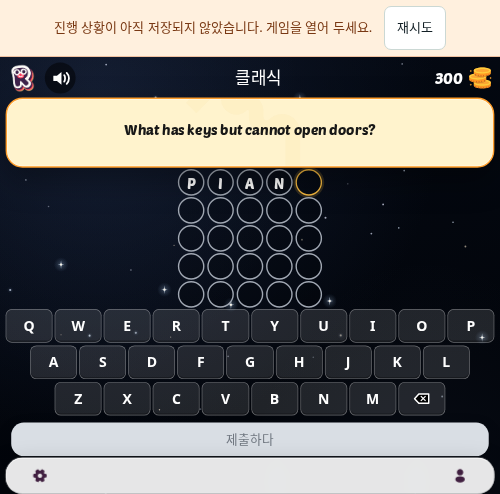 진행 상황이 아직 저장되지 않았습니다. 게임을 열어 두세요. 재시도
클래식 300
What has keys but cannot open doors?
P I A N
Q W E R T Y U I O P
A S D F G H J K L
Z X C V B N M
제출하다